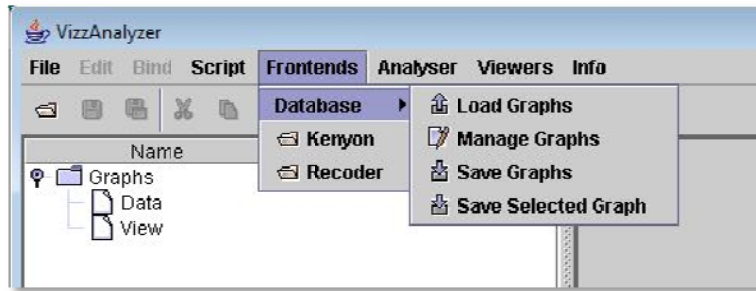 VizzAnalyzer
File Edit Bind Script Frontends Analyser Viewers Info
Database Load Graphs
Kenyon Manage Graphs
Recoder Save Graphs
Save Selected Graph
Name
Graphs
Data
View